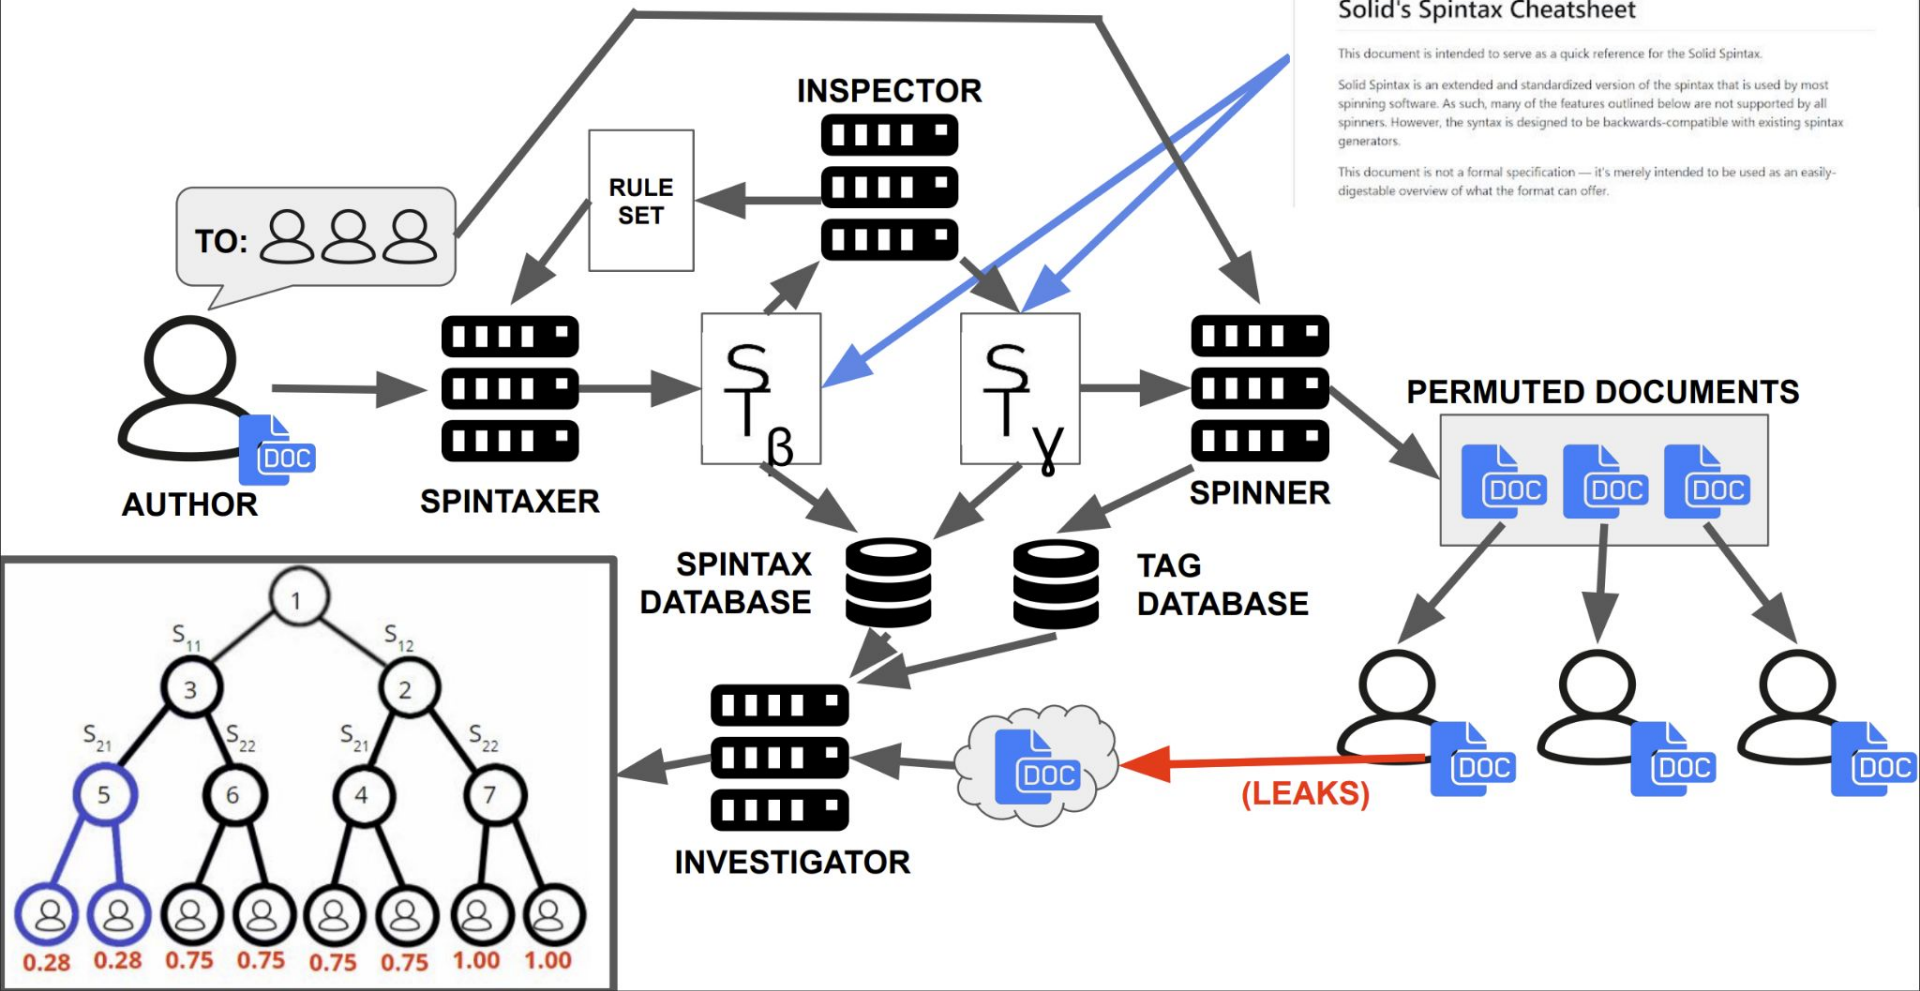 Solid's Spintax Cheatsheet
This document is intended to serve as a quick reference for the Solid Spintax.
Solid Spintax is an extended and standardized version of the spintax that is used by most
spinning software. As such, many of the features outlined below are not supported by all
spinners. However, the syntax is designed to be backwards-compatible with existing spintax
generators.
This document is not a formal specification — it's merely intended to be used as an easily-
digestable overview of what the format can offer.
INSPECTOR
RULE
SET
TO:
S
T
β
S
T
γ
DOC
AUTHOR
SPINTAXER
SPINNER
PERMUTED DOCUMENTS
DOC
DOC
DOC
SPINTAX
DATABASE
TAG
DATABASE
DOC
(LEAKS)
DOC
DOC
DOC
INVESTIGATOR
1
S11
S12
3
2
S21
S22
S21
S22
5
6
4
7
0.28 0.28 0.75 0.75 0.75 0.75 1.00 1.00